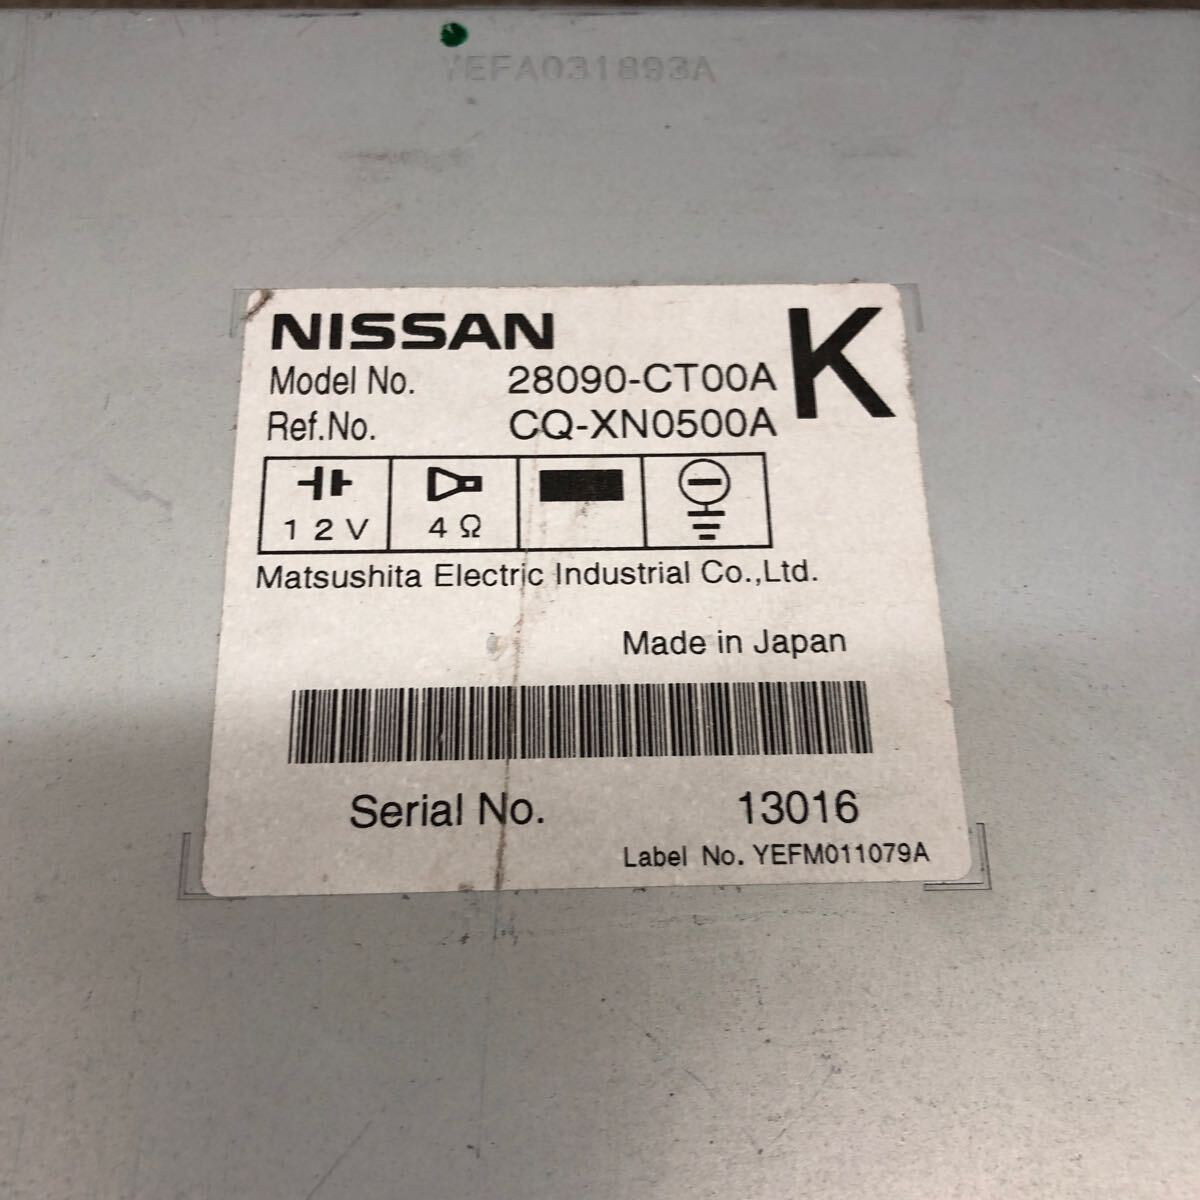 YEFA031893A
NISSAN K
Model No. 28090-CT00A
Ref.No. CQ-XN0500A
12V 4Ω
Matsushita Electric Industrial Co.,Ltd.
Made in Japan
Serial No. 13016
Label No. YEFM011079A